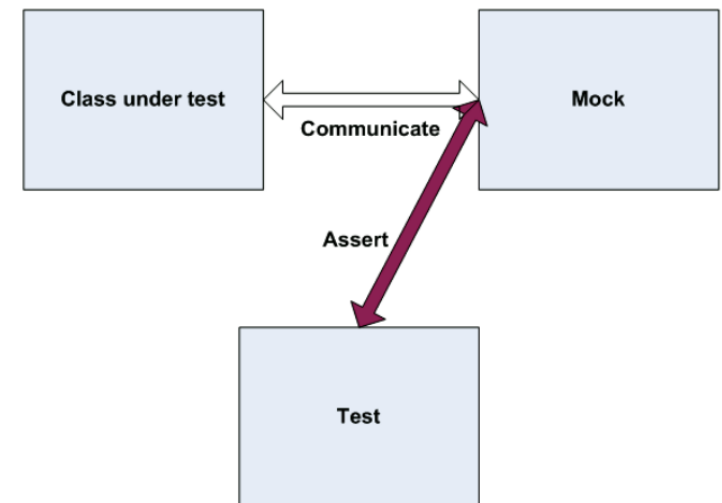 Class under test
Mock
Communicate
Assert
Test